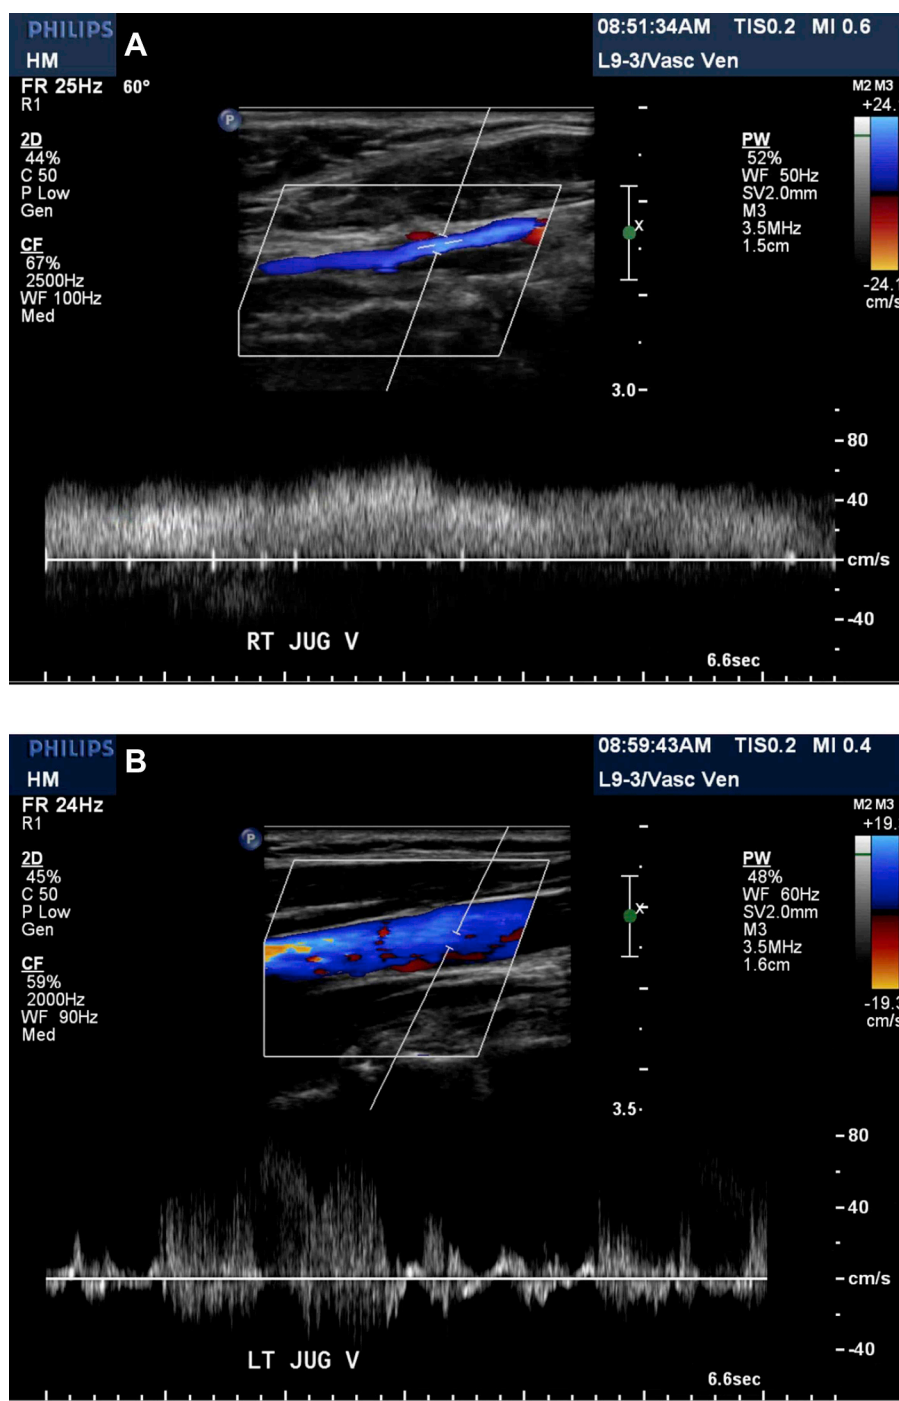 PHILIPS
A
08:51:34AM TIS0.2 MI 0.6
HM
L9-3/Vasc Ven
FR 25Hz 60°
R1
M2 M3
+24.
2D
44%
C 50
P Low
Gen
PW
52%
WF 50Hz
SV2.0mm
M3
3.5MHz
1.5cm
CF
67%
2500Hz
WF 100Hz
Med
P
X
-24.1
cm/s
3.0
80
40
cm/s
-40
RT JUG V
6.6sec
PHILIPS
B
08:59:43AM TIS0.2 MI 0.4
HM
L9-3/Vasc Ven
FR 24Hz
R1
M2 M3
+19.
2D
45%
C 50
P Low
Gen
PW
48%
WF 60Hz
SV2.0mm
M3
3.5MHz
1.6cm
CF
59%
2000Hz
WF 90Hz
Med
P
X
-19.3
cm/s
3.5
80
40
cm/s
-40
LT JUG V
6.6sec